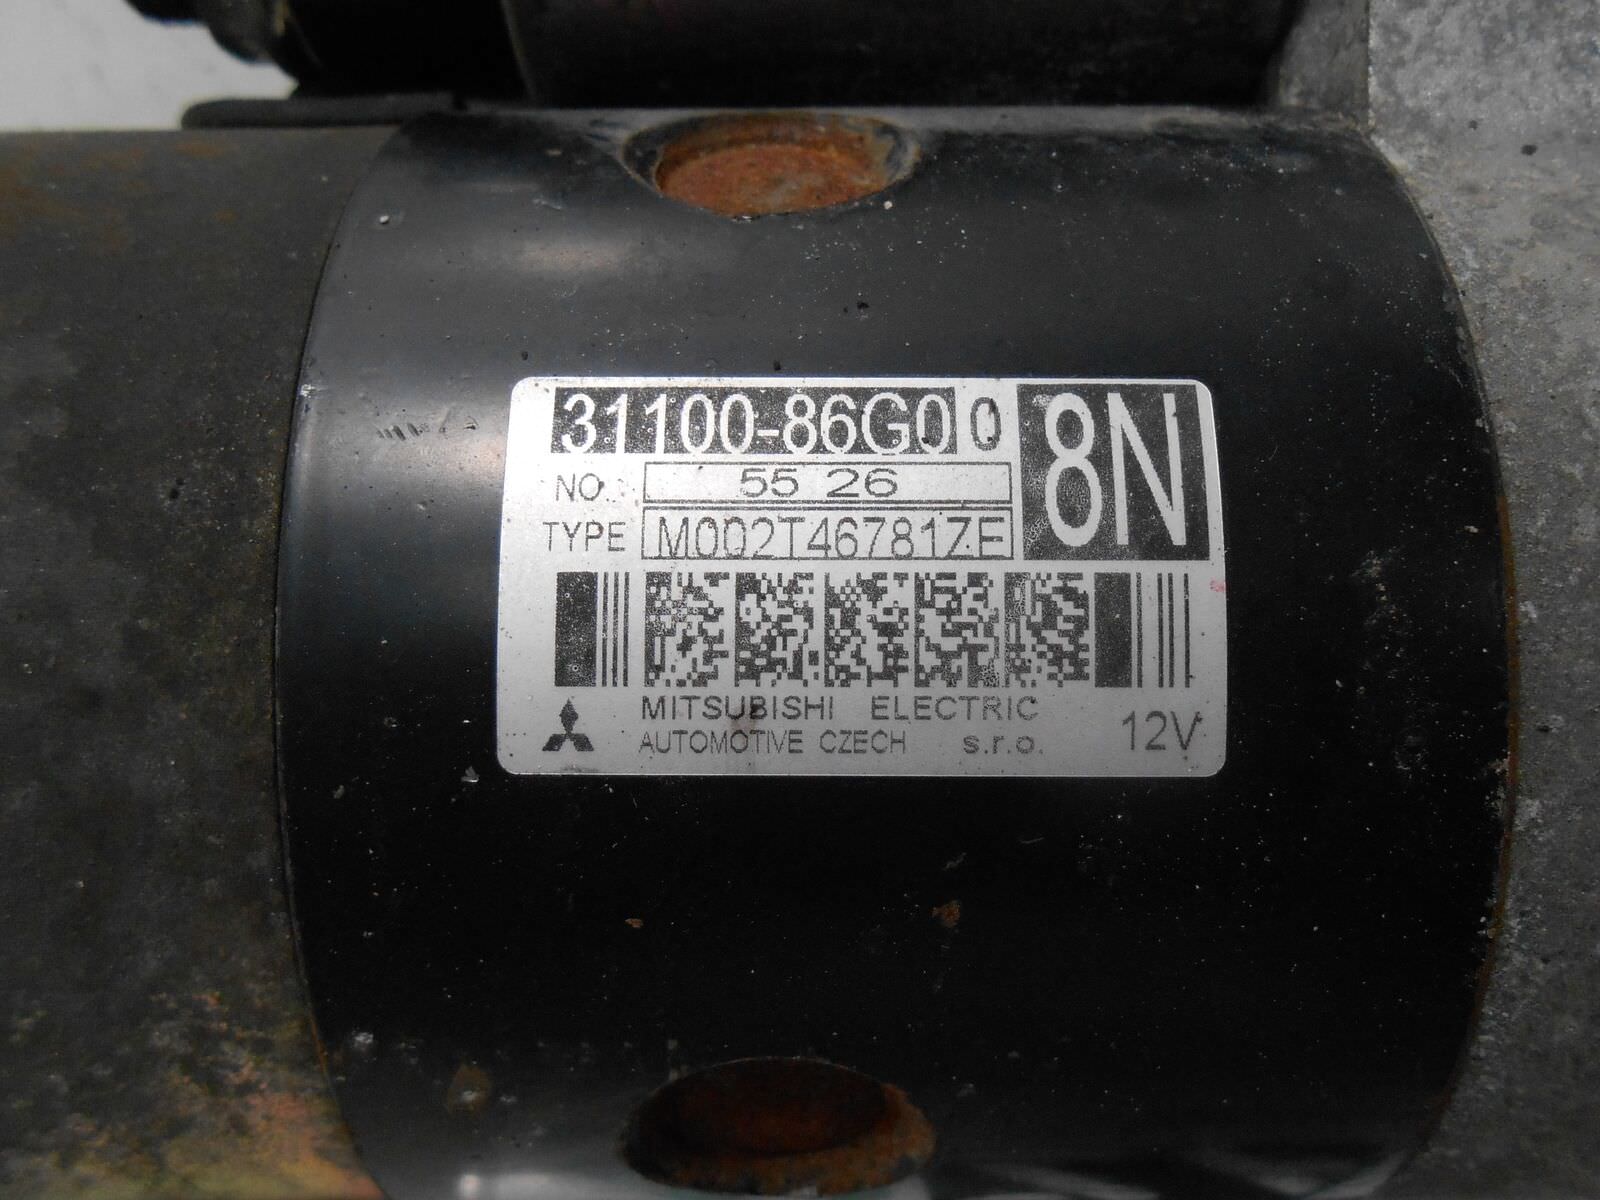 31100-86G00 8N
NO. 55 26
TYPE M002T46781ZE
MITSUBISHI ELECTRIC
AUTOMOTIVE CZECH s.r.o. 12V